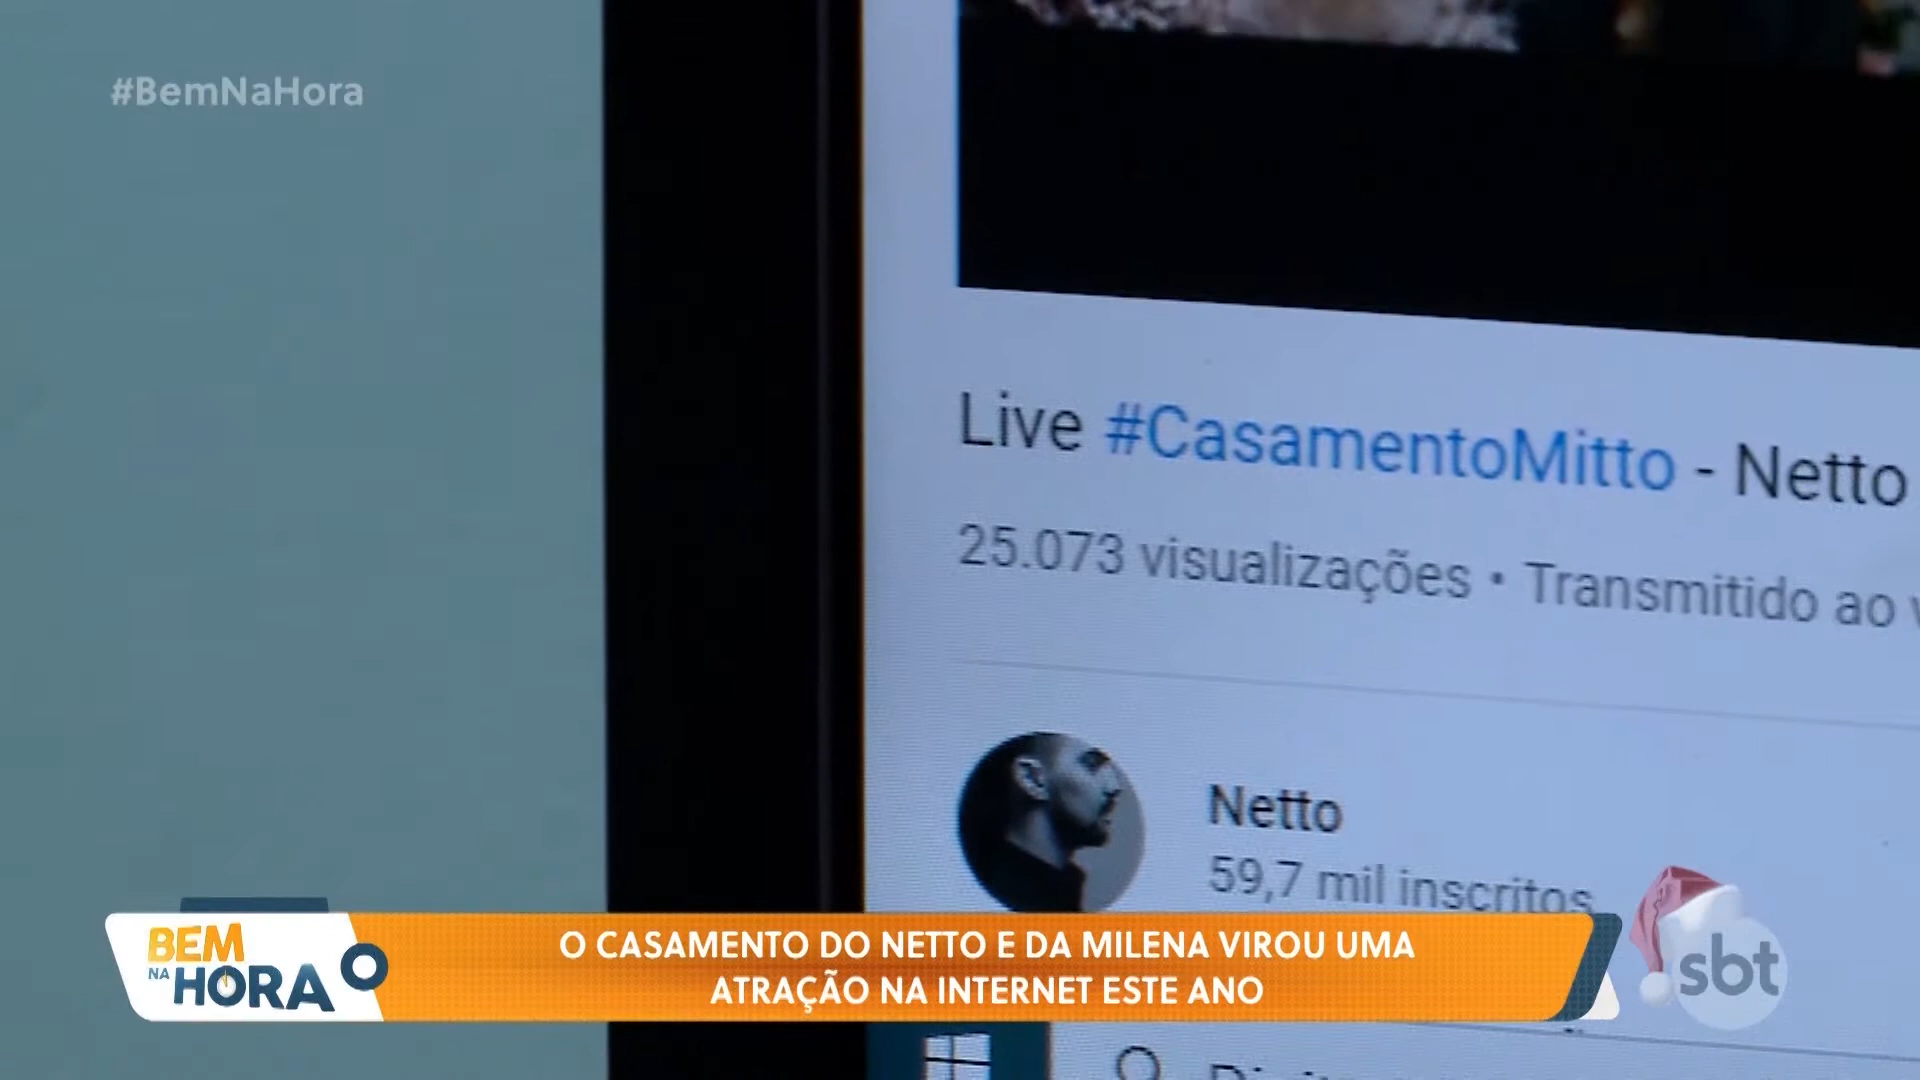 #BemNaHora
Live #CasamentoMitto - Netto
25.073 visualizações • Transmitido ao
Netto
59,7 mil inscritos
BEM
NA HORA
O CASAMENTO DO NETTO E DA MILENA VIROU UMA
ATRAÇÃO NA INTERNET ESTE ANO
sbt